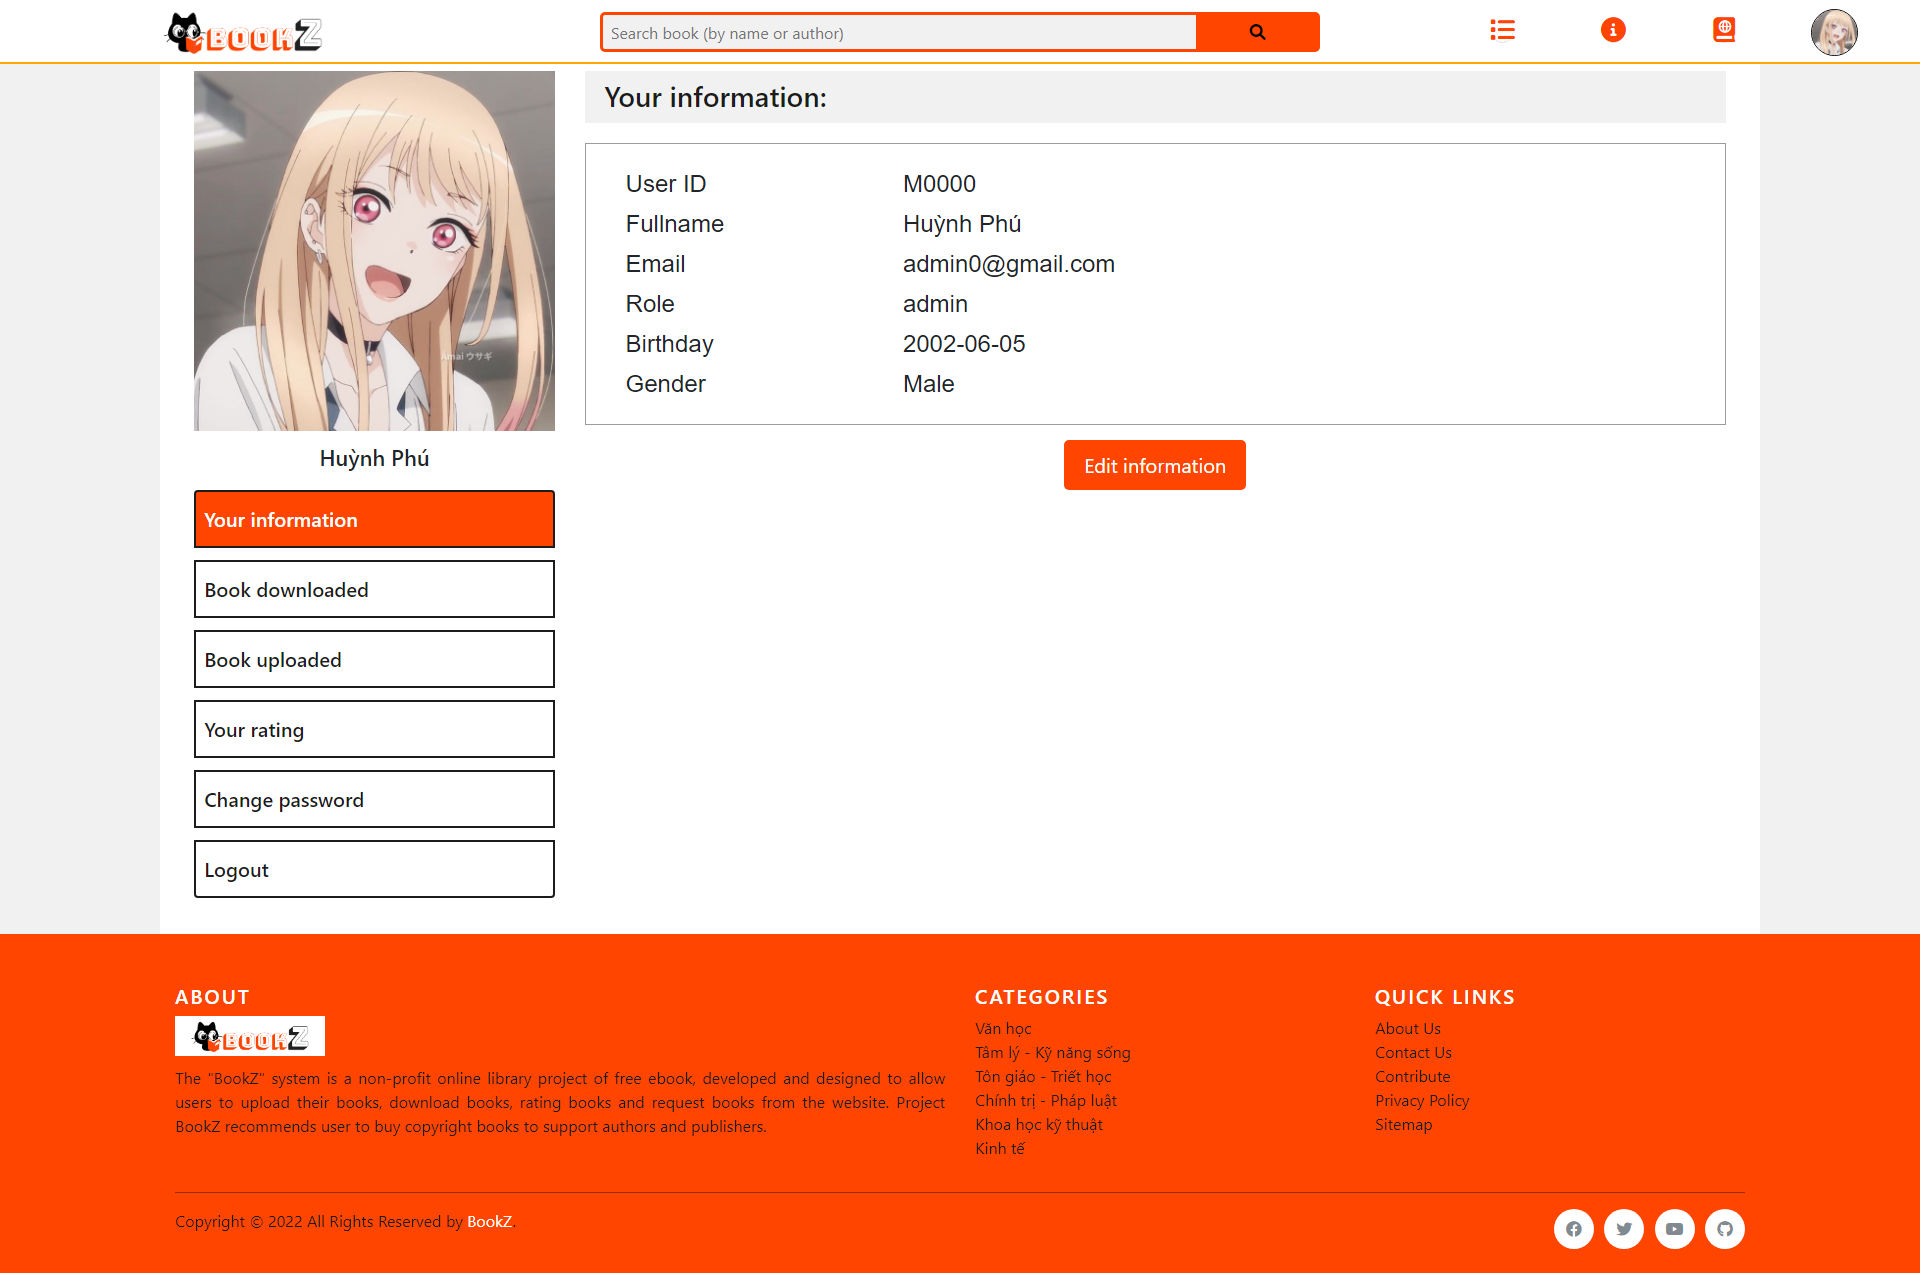 BOOKZ
Search book (by name or author)
Amai ウサギ
Huỳnh Phú
Your information
Book downloaded
Book uploaded
Your rating
Change password
Logout
Your information:
User ID M0000
Fullname Huỳnh Phú
Email admin0@gmail.com
Role admin
Birthday 2002-06-05
Gender Male
Edit information
ABOUT
BOOKZ
The "BookZ" system is a non-profit online library project of free ebook, developed and designed to allow
users to upload their books, download books, rating books and request books from the website. Project
BookZ recommends user to buy copyright books to support authors and publishers.
CATEGORIES
Văn học
Tâm lý - Kỹ năng sống
Tôn giáo - Triết học
Chính trị - Pháp luật
Khoa học kỹ thuật
Kinh tế
QUICK LINKS
About Us
Contact Us
Contribute
Privacy Policy
Sitemap
Copyright © 2022 All Rights Reserved by BookZ.